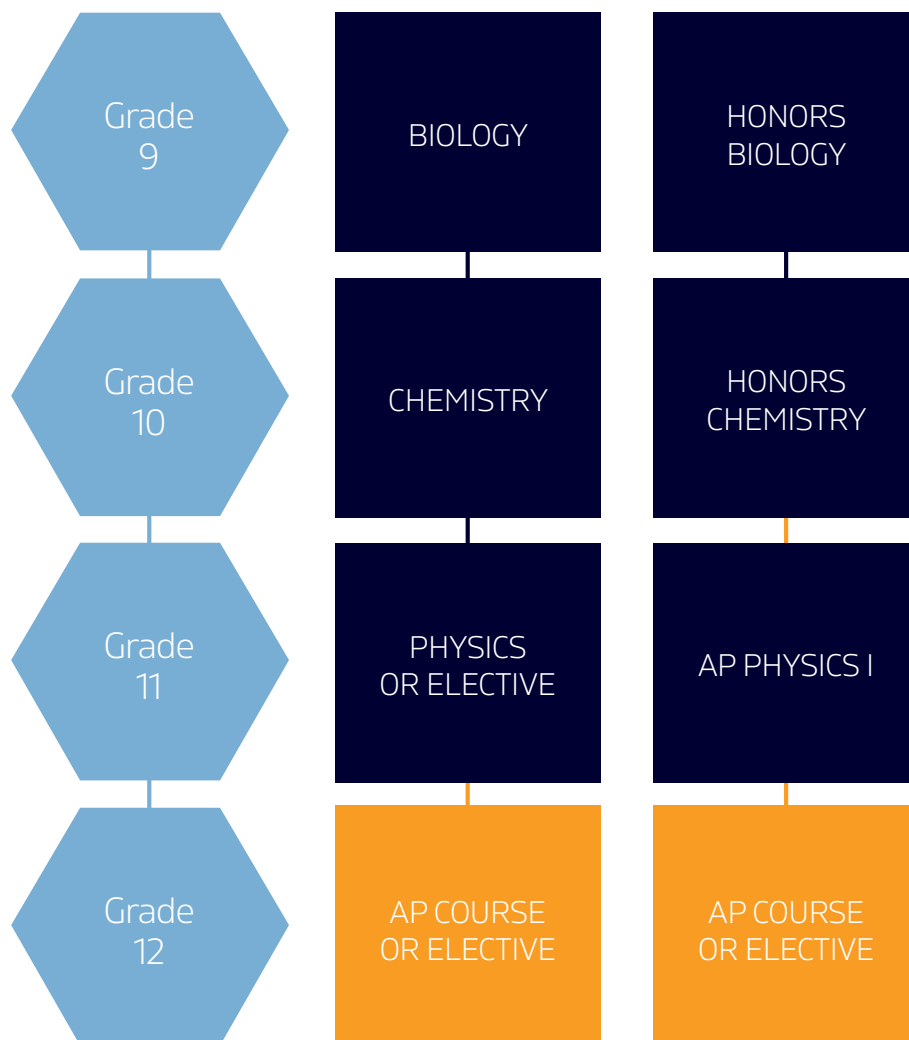 Grade
9
BIOLOGY
HONORS
BIOLOGY
Grade
10
CHEMISTRY
HONORS
CHEMISTRY
Grade
11
PHYSICS
OR ELECTIVE
AP PHYSICS I
Grade
12
AP COURSE
OR ELECTIVE
AP COURSE
OR ELECTIVE